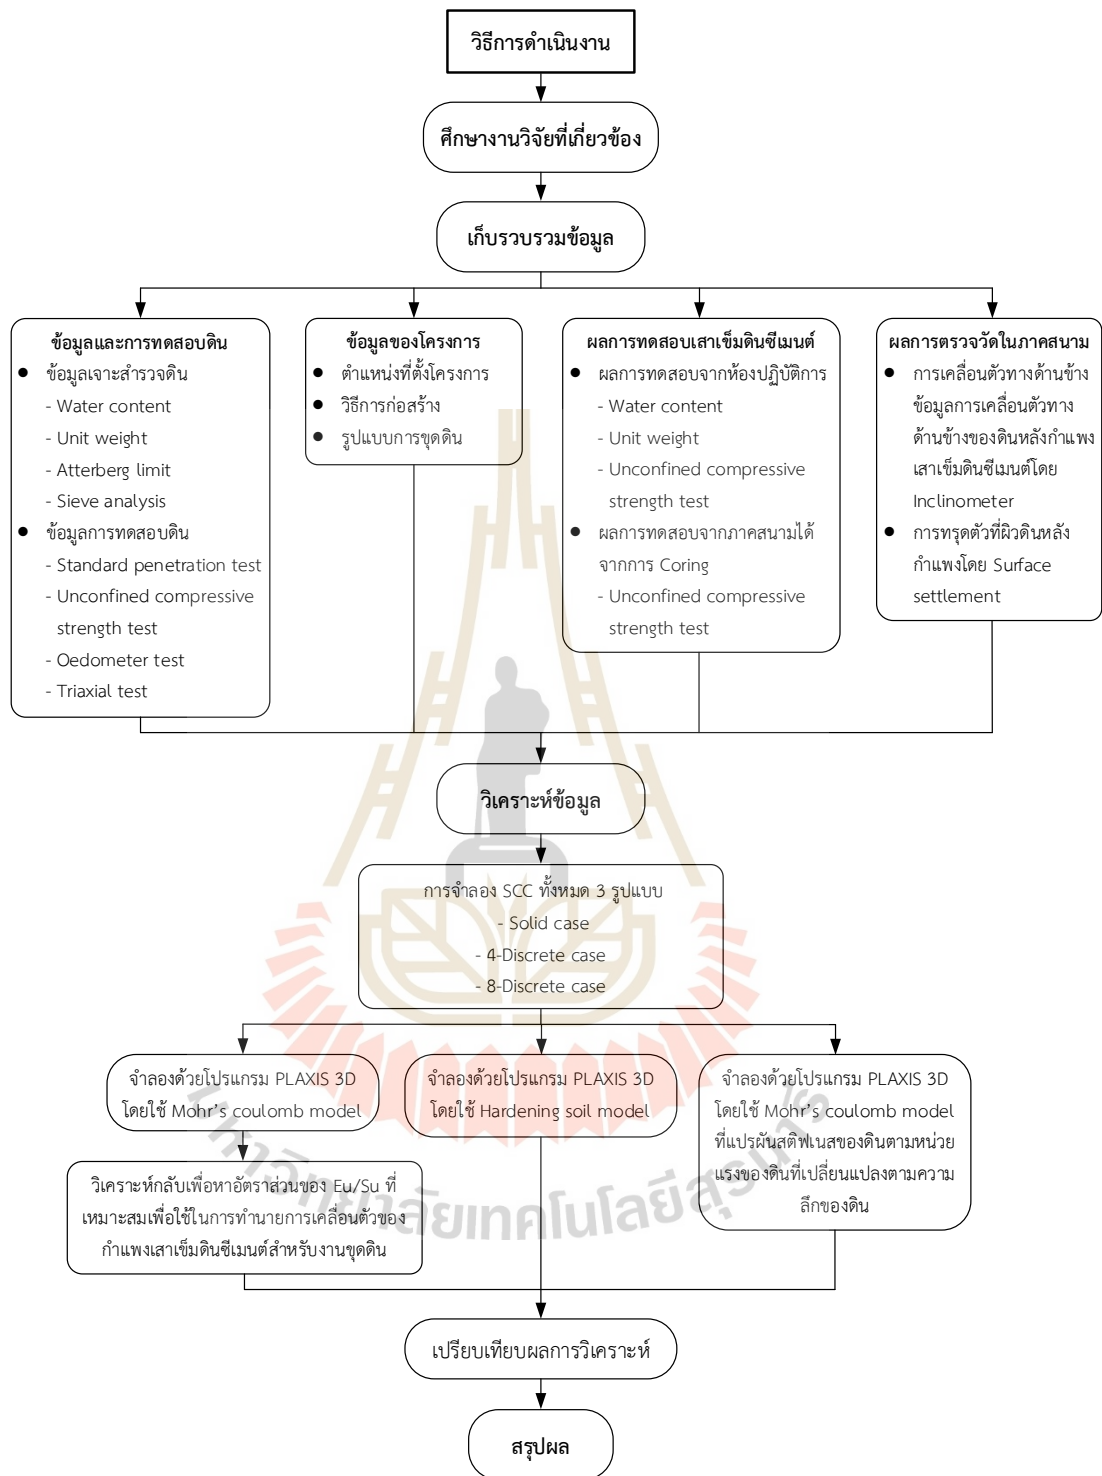 วิธีการดำเนินงาน
ศึกษางานวิจัยที่เกี่ยวข้อง
เก็บรวบรวมข้อมูล
ข้อมูลและการทดสอบดิน
● ข้อมูลเจาะสำรวจดิน
- Water content
- Unit weight
- Atterberg limit
- Sieve analysis
● ข้อมูลการทดสอบดิน
- Standard penetration test
- Unconfined compressive
strength test
- Oedometer test
- Triaxial test
ข้อมูลของโครงการ
● ตำแหน่งที่ตั้งโครงการ
● วิธีการก่อสร้าง
● รูปแบบการขุดดิน
ผลการทดสอบเสาเข็มดินซีเมนต์
● ผลการทดสอบจากห้องปฏิบัติการ
- Water content
- Unit weight
- Unconfined compressive
strength test
● ผลการทดสอบจากภาคสนามได้
จากการ Coring
- Unconfined compressive
strength test
ผลการตรวจวัดในภาคสนาม
● การเคลื่อนตัวทางด้านข้าง
ข้อมูลการเคลื่อนตัวทาง
ด้านข้างของดินหลังกำแพง
เสาเข็มดินซีเมนต์โดย
Inclinometer
● การทรุดตัวที่ผิวดินหลัง
กำแพงโดย Surface
settlement
วิเคราะห์ข้อมูล
การจำลอง SCC ทั้งหมด 3 รูปแบบ
- Solid case
- 4-Discrete case
- 8-Discrete case
จำลองด้วยโปรแกรม PLAXIS 3D
โดยใช้ Mohr's coulomb model
จำลองด้วยโปรแกรม PLAXIS 3D
โดยใช้ Hardening soil model
จำลองด้วยโปรแกรม PLAXIS 3D
โดยใช้ Mohr's coulomb model
ที่แปรผันสติฟเนสของดินตามหน่วย
แรงของดินที่เปลี่ยนแปลงตามความ
ลึกของดิน
วิเคราะห์กลับเพื่อหาอัตราส่วนของ Eu/Su ที่
เหมาะสมเพื่อใช้ในการทำนายการเคลื่อนตัวของ
กำแพงเสาเข็มดินซีเมนต์สำหรับงานขุดดิน
มหาวิทยาลัยเทคโนโลยีสุรนารี
เปรียบเทียบผลการวิเคราะห์
สรุปผล